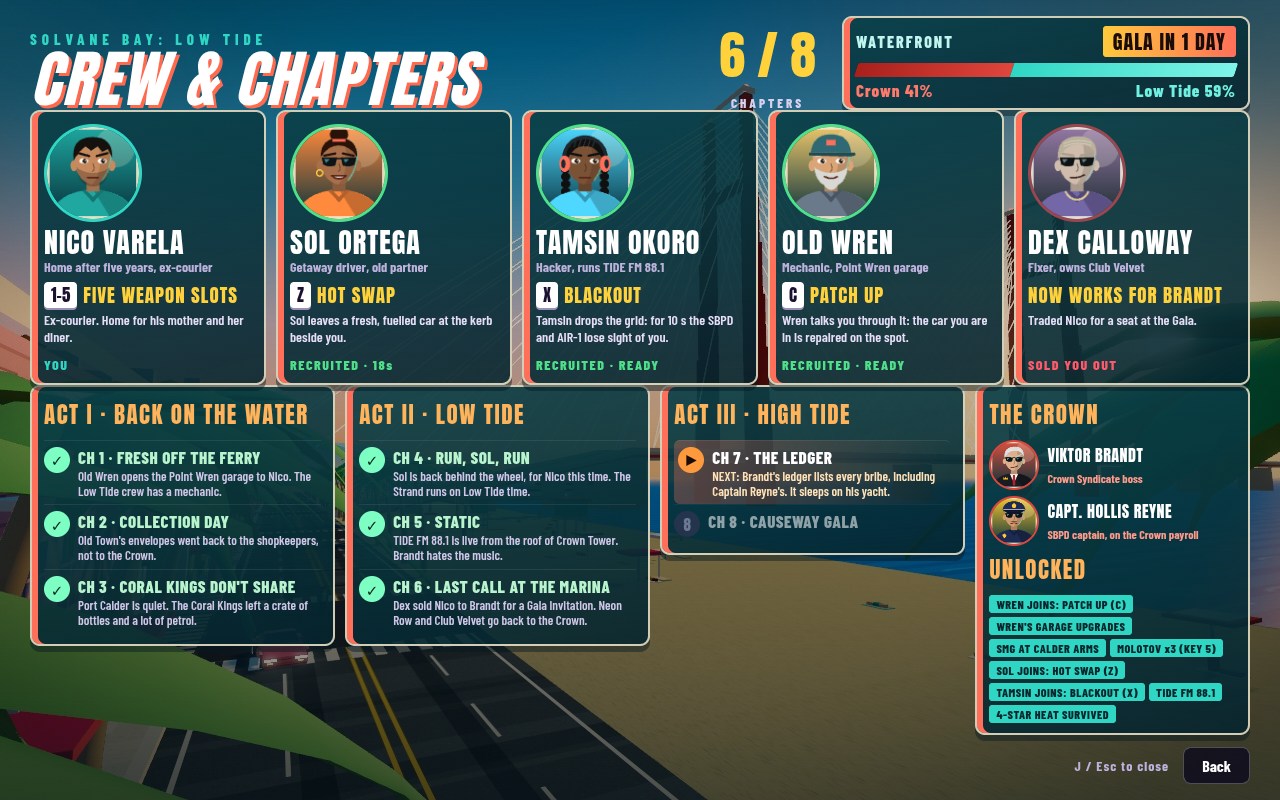 SOLVANE BAY: LOW TIDE
CREW & CHAPTERS
6 / 8
CHAPTERS
WATERFRONT
GALA IN 1 DAY
Crown 41%
Low Tide 59%
NICO VARELA
Home after five years, ex-courier
1-5 FIVE WEAPON SLOTS
Ex-courier. Home for his mother and her
diner.
YOU
SOL ORTEGA
Getaway driver, old partner
Z HOT SWAP
Sol leaves a fresh, fuelled car at the kerb
beside you.
RECRUITED · 18s
TAMSIN OKORO
Hacker, runs TIDE FM 88.1
X BLACKOUT
Tamsin drops the grid: for 10 s the SBPD
and AIR-1 lose sight of you.
RECRUITED · READY
OLD WREN
Mechanic, Point Wren garage
C PATCH UP
Wren talks you through it: the car you are
in is repaired on the spot.
RECRUITED · READY
DEX CALLOWAY
Fixer, owns Club Velvet
NOW WORKS FOR BRANDT
Traded Nico for a seat at the Gala.
SOLD YOU OUT
ACT I · BACK ON THE WATER
✓ CH 1 · FRESH OFF THE FERRY
Old Wren opens the Point Wren garage to Nico. The
Low Tide crew has a mechanic.
✓ CH 2 · COLLECTION DAY
Old Town's envelopes went back to the shopkeepers,
not to the Crown.
✓ CH 3 · CORAL KINGS DON'T SHARE
Port Calder is quiet. The Coral Kings left a crate of
bottles and a lot of petrol.
ACT II · LOW TIDE
✓ CH 4 · RUN, SOL, RUN
Sol is back behind the wheel, for Nico this time. The
Strand runs on Low Tide time.
✓ CH 5 · STATIC
TIDE FM 88.1 is live from the roof of Crown Tower.
Brandt hates the music.
✓ CH 6 · LAST CALL AT THE MARINA
Dex sold Nico to Brandt for a Gala invitation. Neon
Row and Club Velvet go back to the Crown.
ACT III · HIGH TIDE
▶ CH 7 · THE LEDGER
NEXT: Brandt's ledger lists every bribe, including
Captain Reyne's. It sleeps on his yacht.
8 CH 8 · CAUSEWAY GALA
THE CROWN
VIKTOR BRANDT
Crown Syndicate boss
CAPT. HOLLIS REYNE
SBPD captain, on the Crown payroll
UNLOCKED
WREN JOINS: PATCH UP (C)
WREN'S GARAGE UPGRADES
SMG AT CALDER ARMS MOLOTOV x3 (KEY 5)
SOL JOINS: HOT SWAP (Z)
TAMSIN JOINS: BLACKOUT (X) TIDE FM 88.1
4-STAR HEAT SURVIVED
J / Esc to close
Back